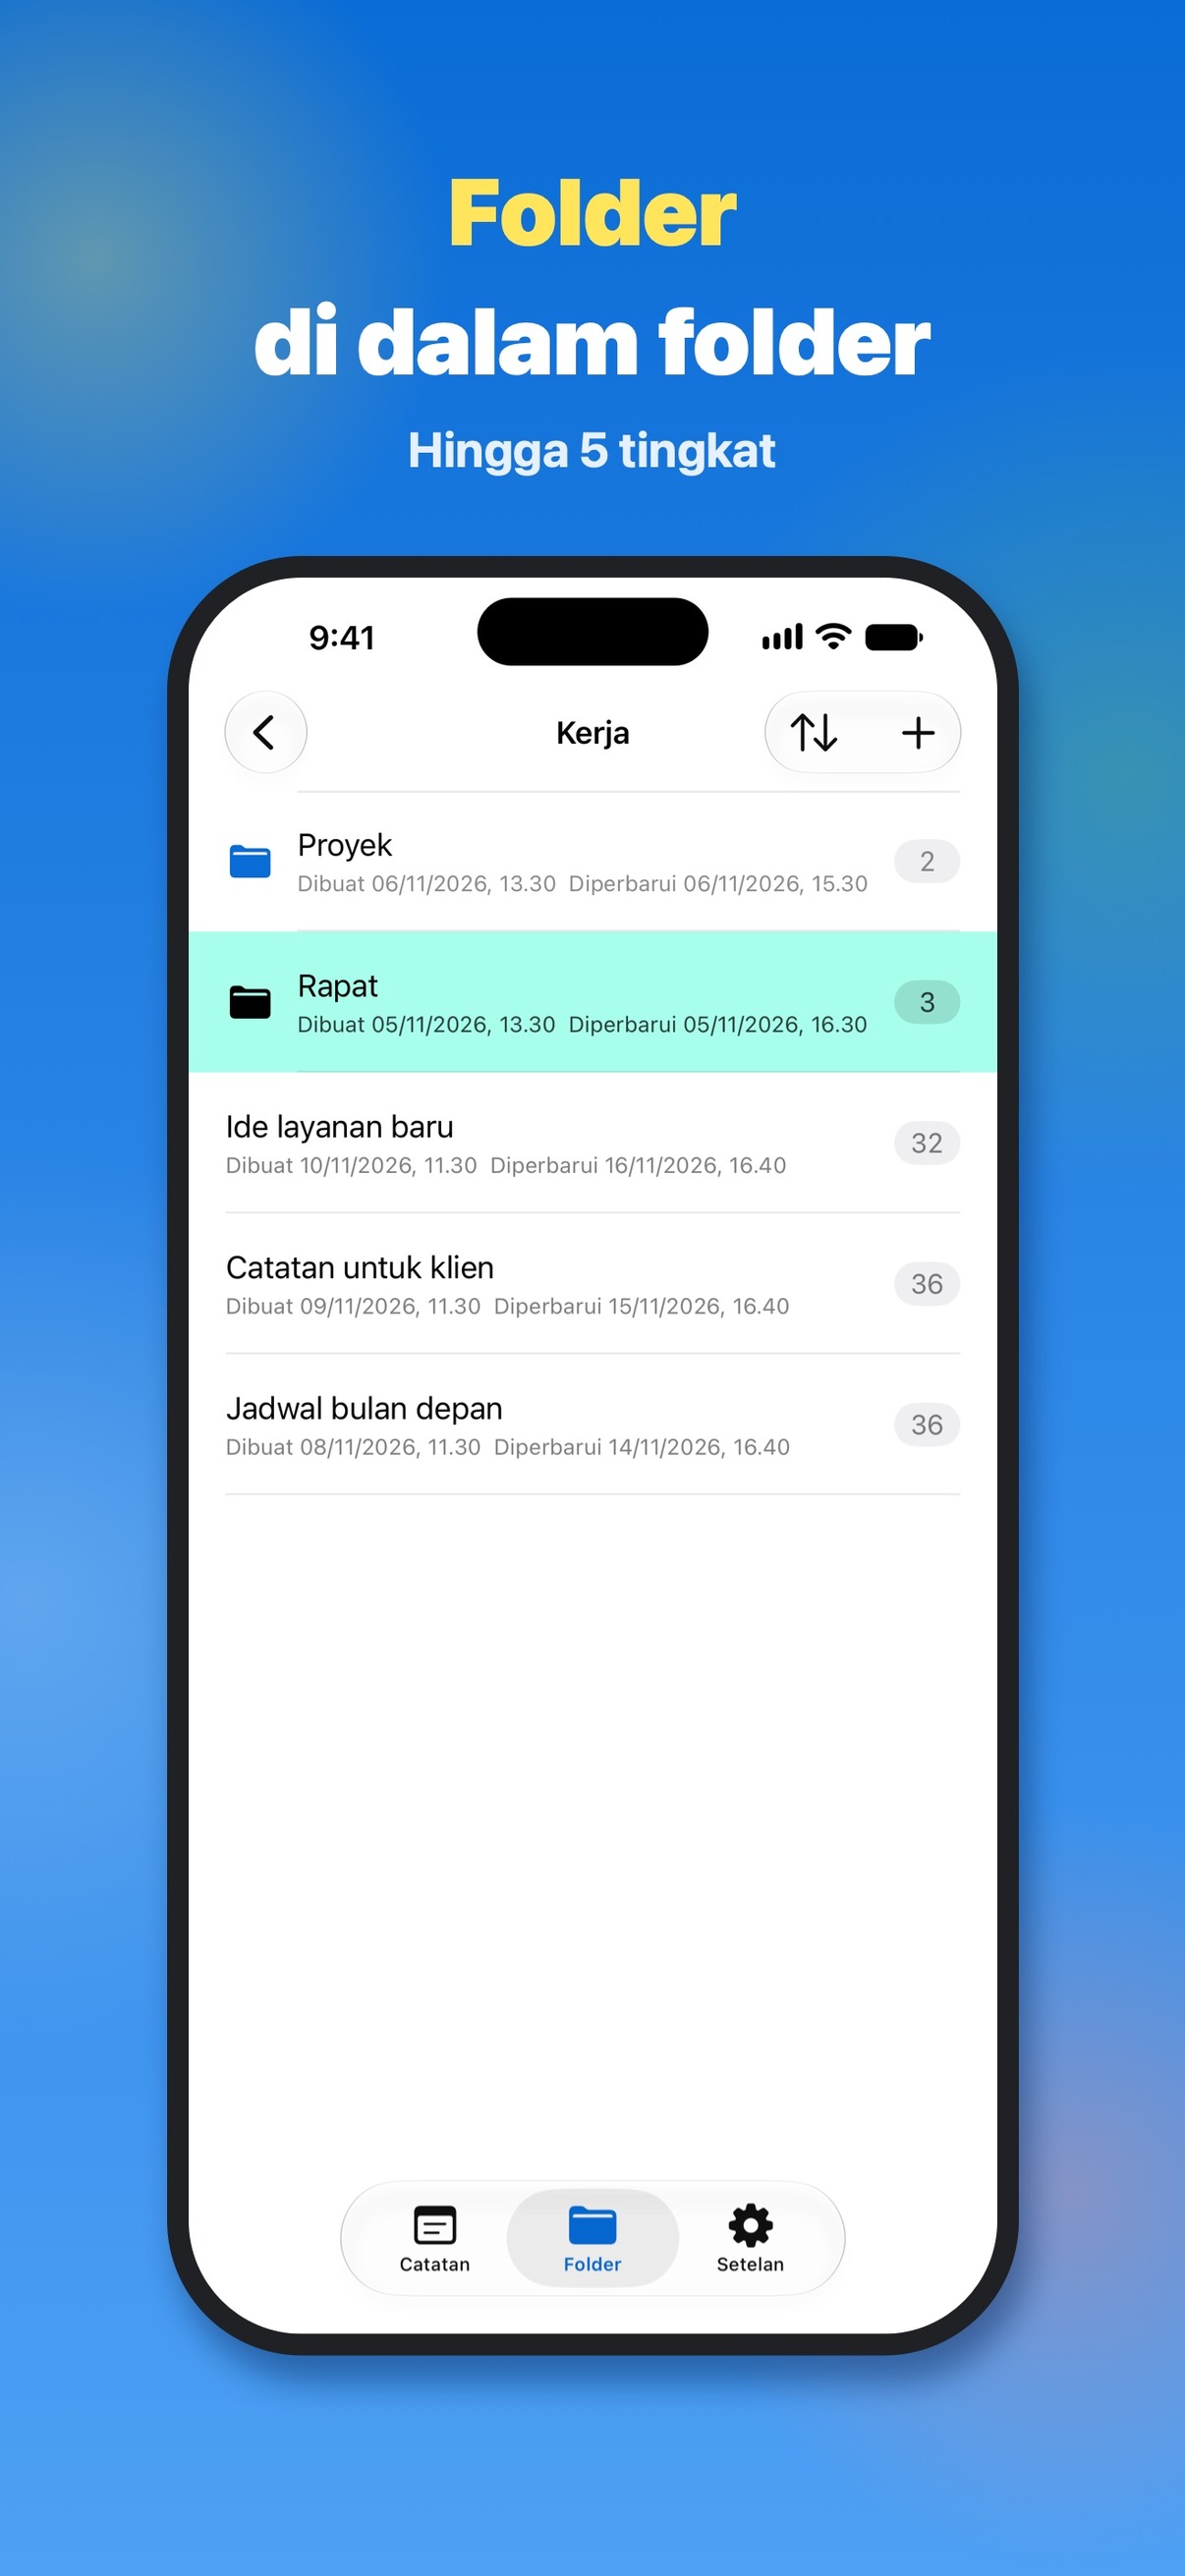 Folder
di dalam folder
Hingga 5 tingkat
9:41
Kerja
Proyek
Dibuat 06/11/2026, 13.30 Diperbarui 06/11/2026, 15.30
2
Rapat
Dibuat 05/11/2026, 13.30 Diperbarui 05/11/2026, 16.30
3
Ide layanan baru
Dibuat 10/11/2026, 11.30 Diperbarui 16/11/2026, 16.40
32
Catatan untuk klien
Dibuat 09/11/2026, 11.30 Diperbarui 15/11/2026, 16.40
36
Jadwal bulan depan
Dibuat 08/11/2026, 11.30 Diperbarui 14/11/2026, 16.40
36
Catatan
Folder
Setelan